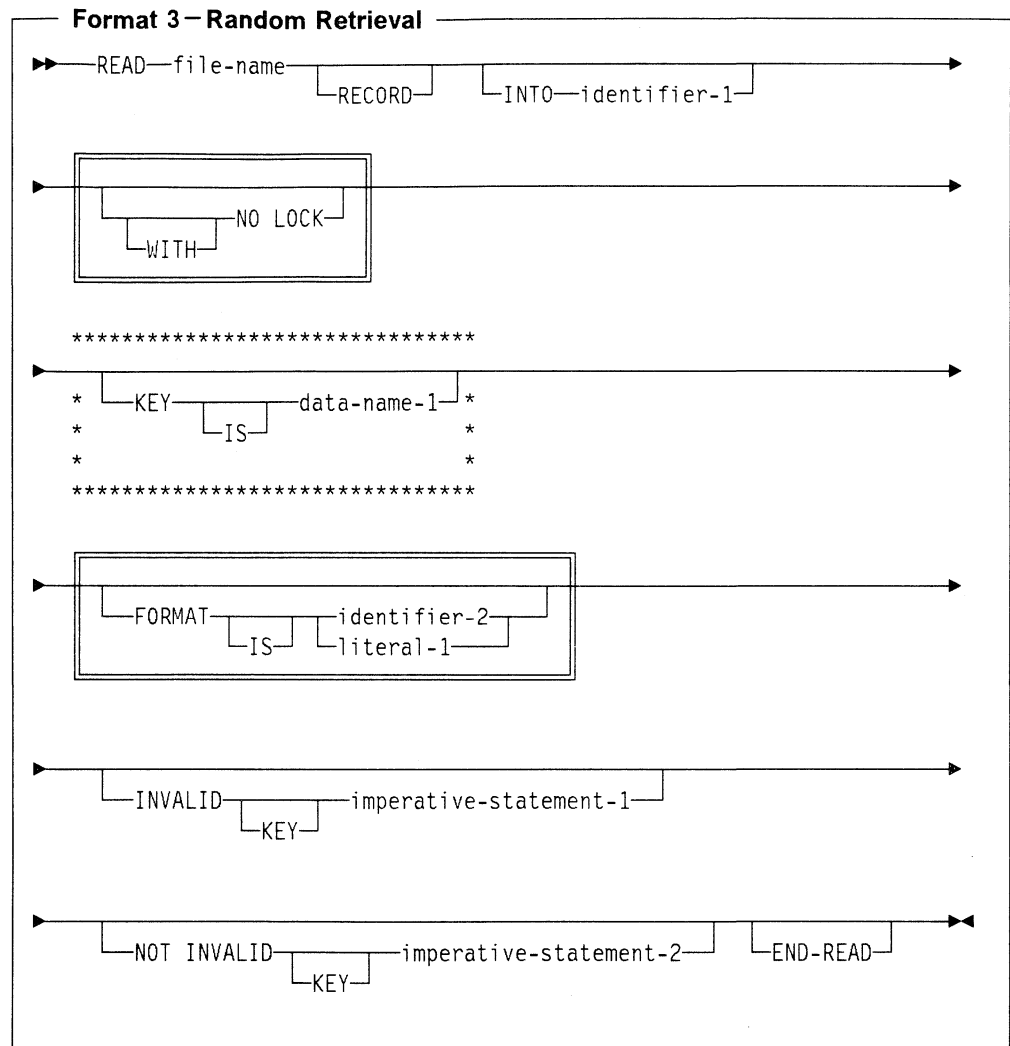 Format 3—Random Retrieval
READ file-name
RECORD INTO identifier-1
NO LOCK
WITH
********************************
* KEY data-name-1 *
* IS *
* *
********************************
FORMAT identifier-2
IS literal-1
INVALID imperative-statement-1
KEY
NOT INVALID imperative-statement-2 END-READ
KEY